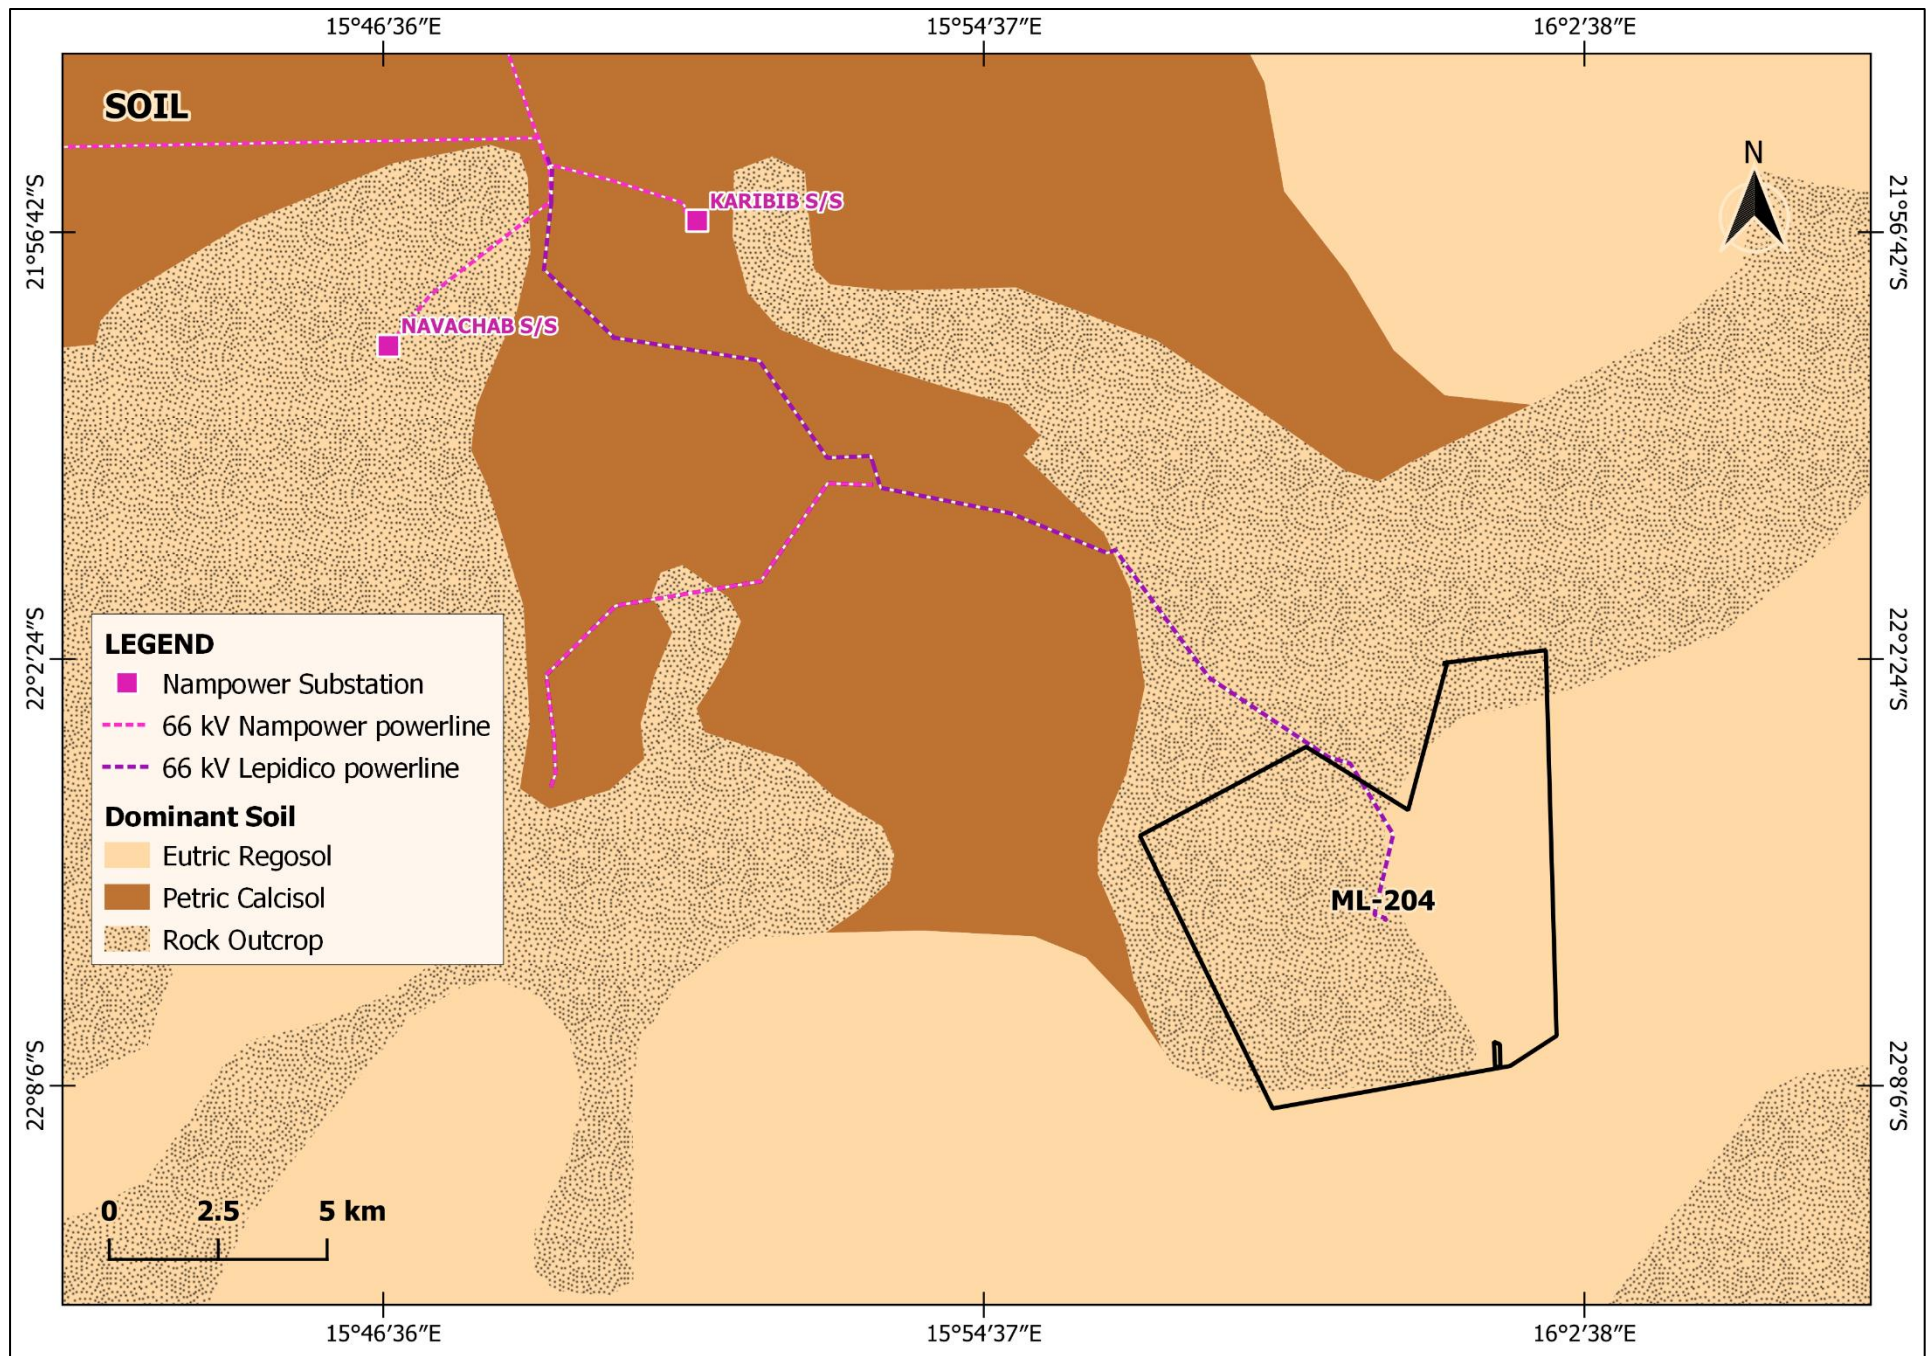 15°46′36″E
15°54′37″E
16°2′38″E
SOIL
N
21°56′42″S
21°56′42″S
KARIBIB S/S
NAVACHAB S/S
22°2′24″S
22°2′24″S
LEGEND
Nampower Substation
66 kV Nampower powerline
66 kV Lepidico powerline
Dominant Soil
Eutric Regosol
Petric Calcisol
Rock Outcrop
ML-204
22°8′6″S
22°8′6″S
0 2.5 5 km
15°46′36″E
15°54′37″E
16°2′38″E